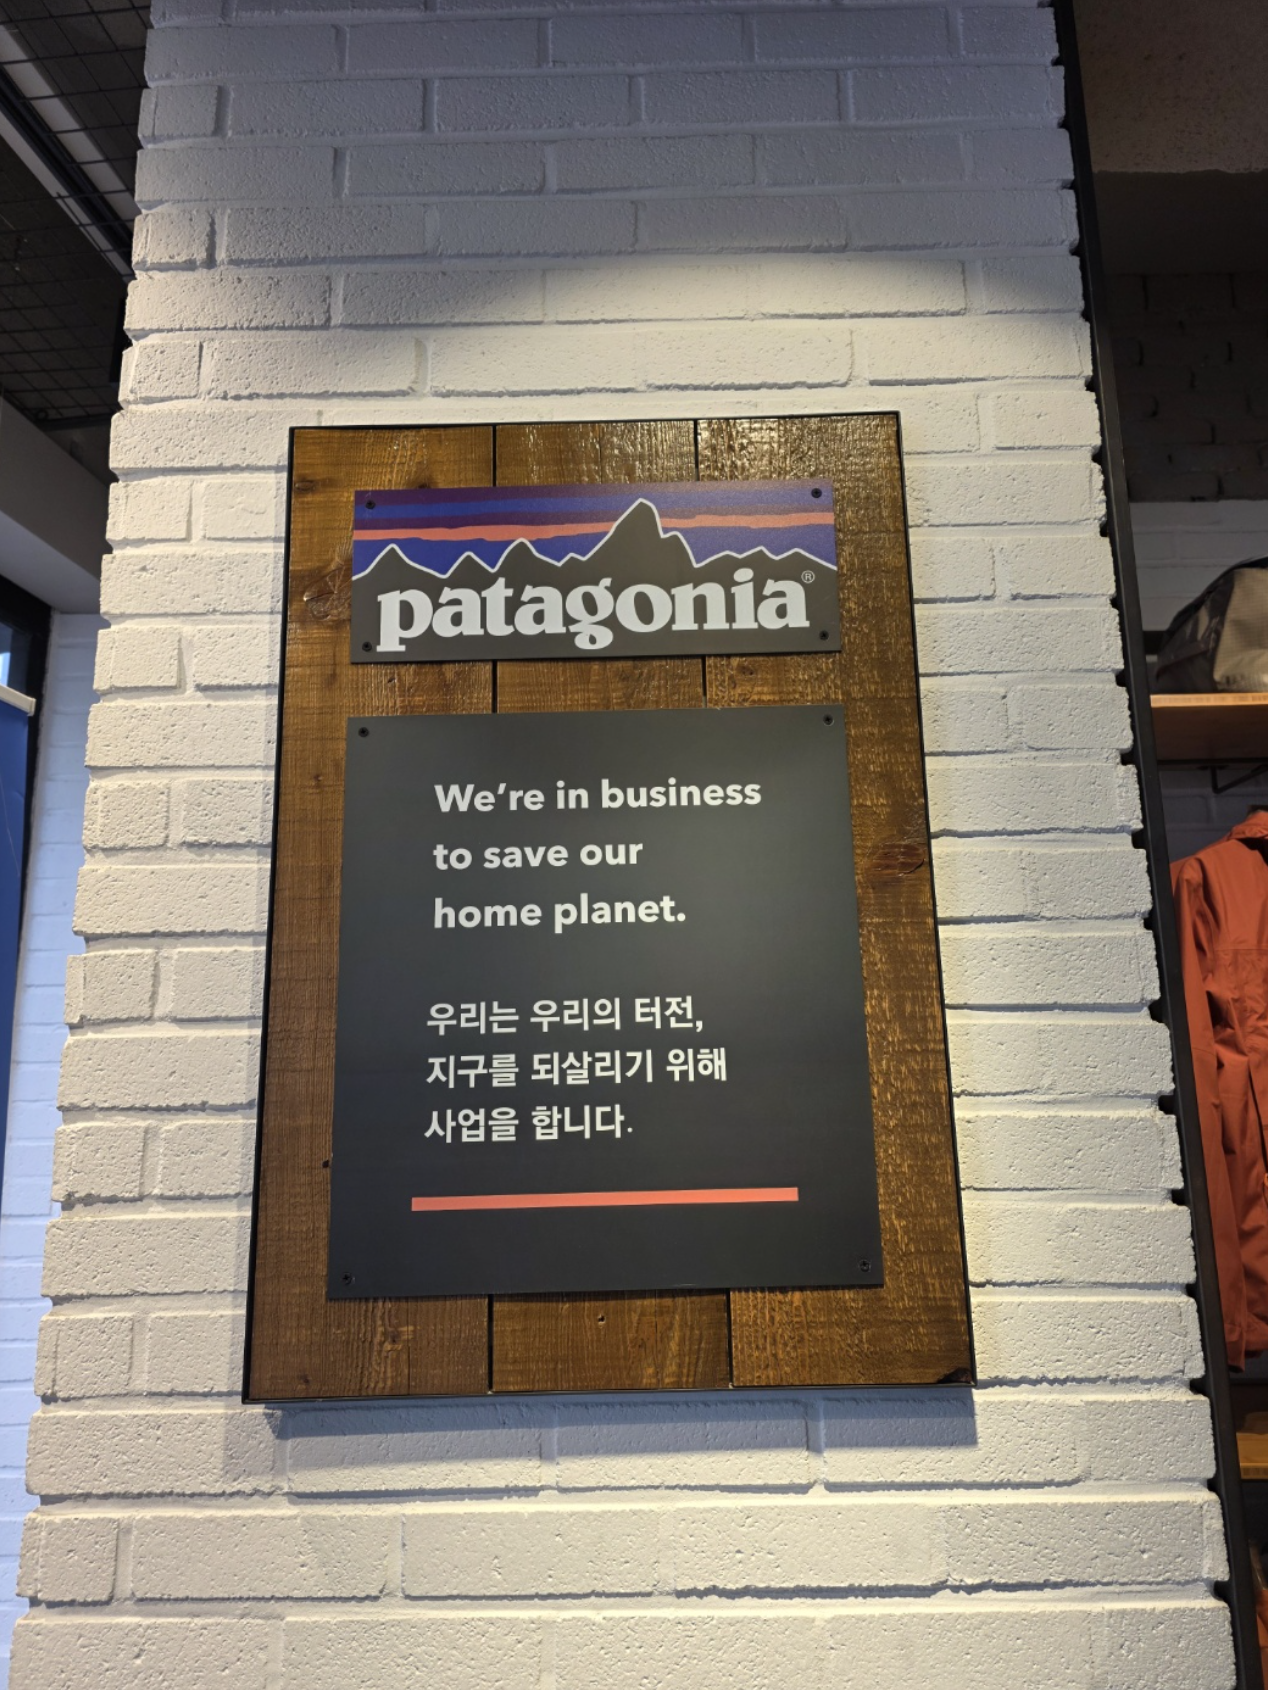 patagonia®
We're in business
to save our
home planet.
우리는 우리의 터전,
지구를 되살리기 위해
사업을 합니다.